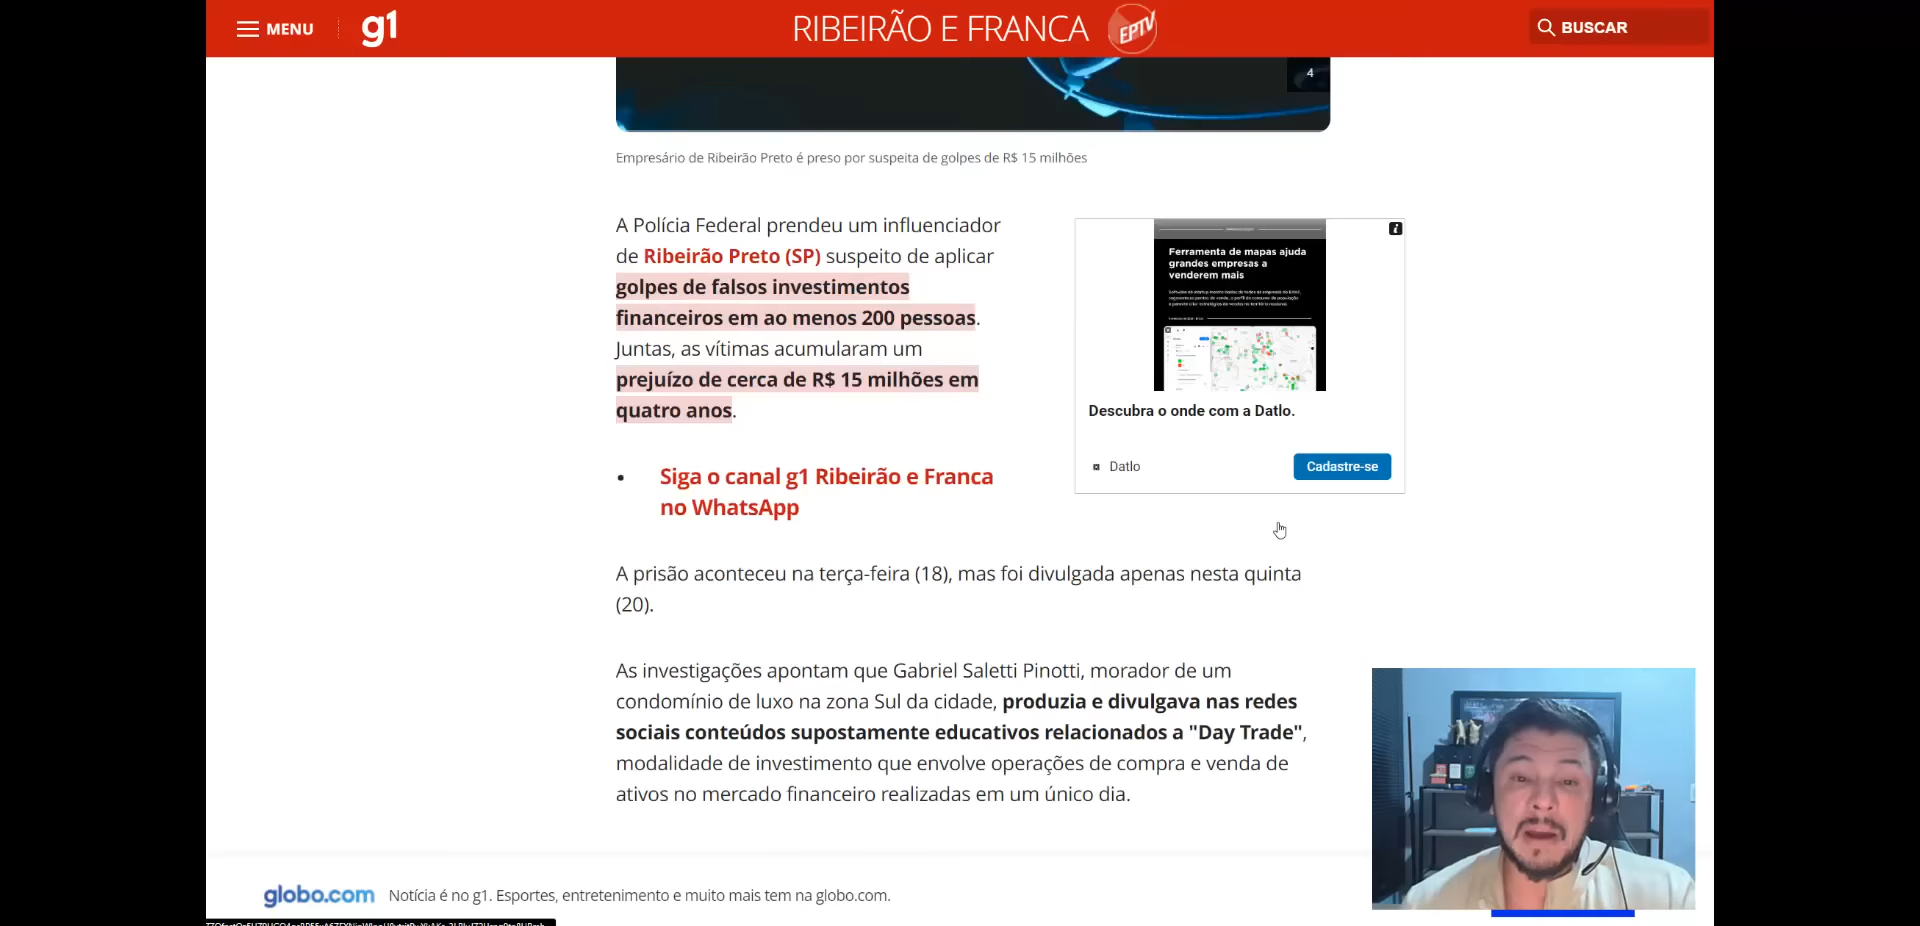 MENU
g1
RIBEIRÃO E FRANCA
EPTV
BUSCAR
4
Empresário de Ribeirão Preto é preso por suspeita de golpes de R$ 15 milhões
A Polícia Federal prendeu um influenciador
de Ribeirão Preto (SP) suspeito de aplicar
golpes de falsos investimentos
financeiros em ao menos 200 pessoas.
Juntas, as vítimas acumularam um
prejuízo de cerca de R$ 15 milhões em
quatro anos.
• Siga o canal g1 Ribeirão e Franca
no WhatsApp
Ferramenta de mapas ajuda
grandes empresas a
venderem mais
Descubra o onde com a Datlo.
Datlo
Cadastre-se
A prisão aconteceu na terça-feira (18), mas foi divulgada apenas nesta quinta
(20).
As investigações apontam que Gabriel Saletti Pinotti, morador de um
condomínio de luxo na zona Sul da cidade, produzia e divulgava nas redes
sociais conteúdos supostamente educativos relacionados a "Day Trade",
modalidade de investimento que envolve operações de compra e venda de
ativos no mercado financeiro realizadas em um único dia.
globo.com Notícia é no g1. Esportes, entretenimento e muito mais tem na globo.com.